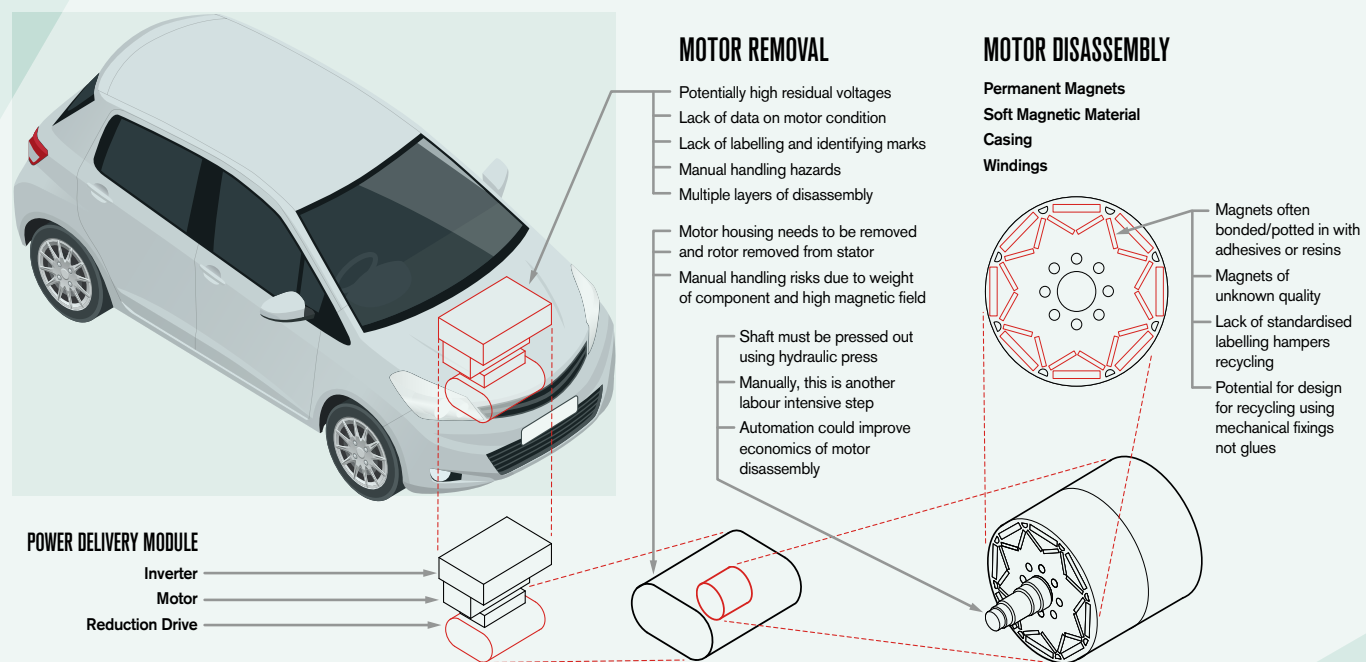 MOTOR REMOVAL
Potentially high residual voltages
Lack of data on motor condition
Lack of labelling and identifying marks
Manual handling hazards
Multiple layers of disassembly
Motor housing needs to be removed
and rotor removed from stator
Manual handling risks due to weight
of component and high magnetic field
Shaft must be pressed out
using hydraulic press
Manually, this is another
labour intensive step
Automation could improve
economics of motor
disassembly
MOTOR DISASSEMBLY
Permanent Magnets
Soft Magnetic Material
Casing
Windings
Magnets often
bonded/potted in with
adhesives or resins
Magnets of
unknown quality
Lack of standardised
labelling hampers
recycling
Potential for design
for recycling using
mechanical fixings
not glues
POWER DELIVERY MODULE
Inverter
Motor
Reduction Drive